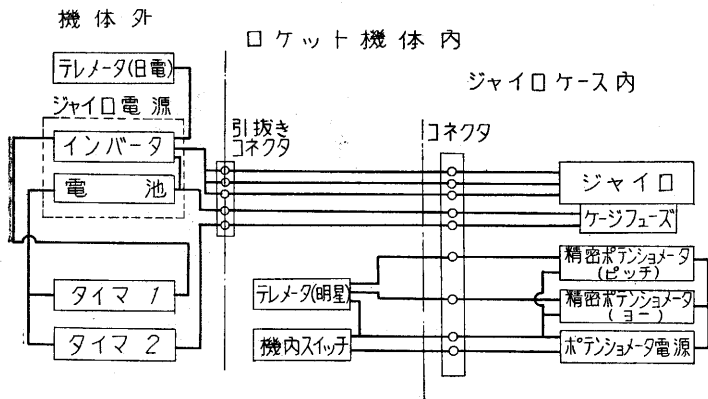 機体外
ロケット機体内
ジャイロケース内
テレメータ(日電)
ジャイロ電源
インバータ
電池
タイマ 1
タイマ 2
引抜き
コネクタ
コネクタ
テレメータ(明星)
機内スイッチ
ジャイロ
ケージフューズ
精密ポテンショメータ
(ピッチ)
精密ポテンショメータ
(ヨー)
ポテンショメータ電源